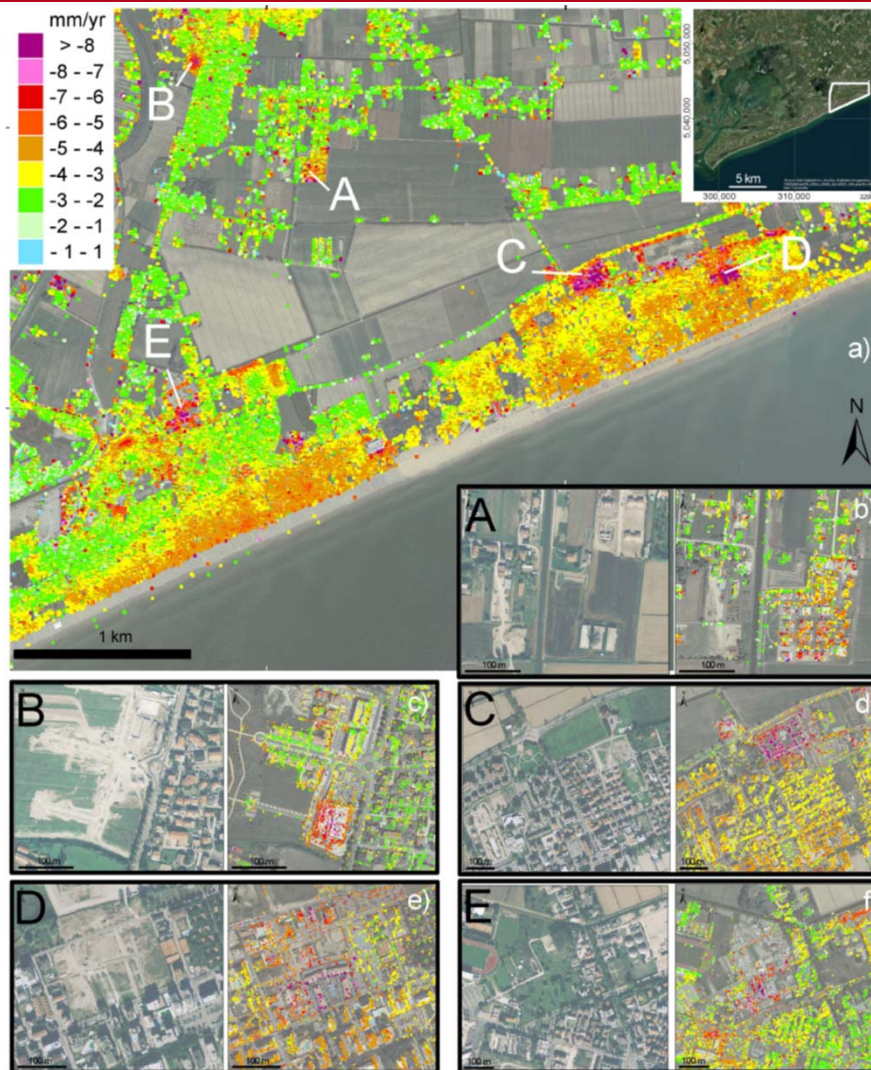 mm/yr
> -8
-8 - -7
-7 - -6
-6 - -5
-5 - -4
-4 - -3
-3 - -2
-2 - -1
- 1 - 1
B
A
C
D
E
a)
N
1 km
5,050,000
5,040,000
5 km
300,000
310,000
A
b)
100 m
100 m
B
c)
100 m
100 m
C
d
100 m
100 m
D
e)
100 m
100 m
E
f
100 m
100 m